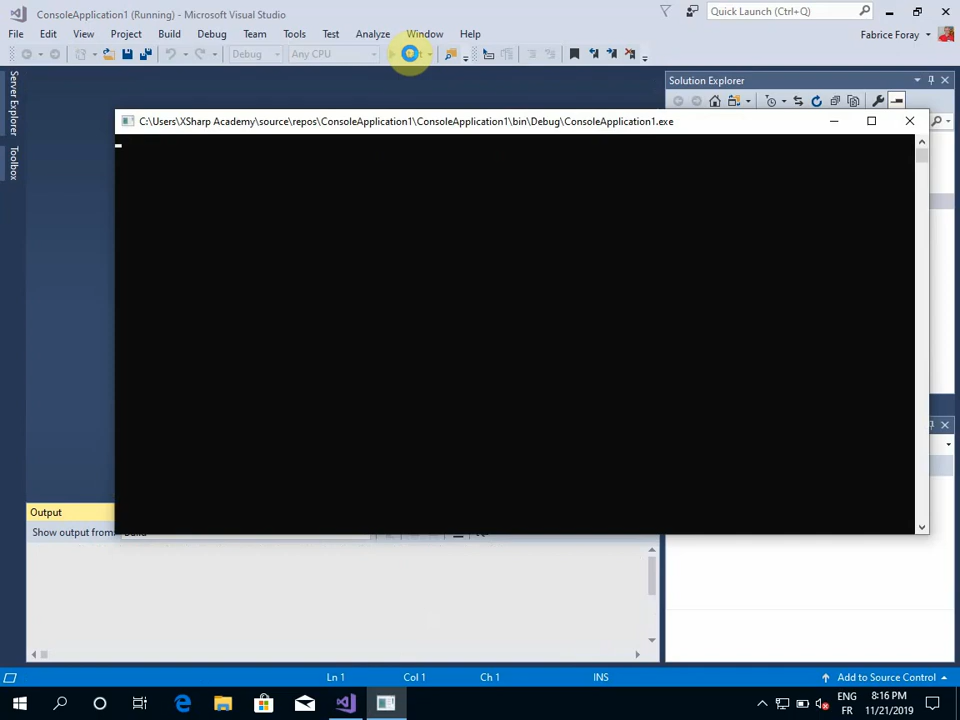 ConsoleApplication1 (Running) - Microsoft Visual Studio
Quick Launch (Ctrl+Q)
File Edit View Project Build Debug Team Tools Test Analyze Window Help
Fabrice Foray
Debug Any CPU
Server Explorer
Toolbox
Solution Explorer
C:\Users\XSharp Academy\source\repos\ConsoleApplication1\ConsoleApplication1\bin\Debug\ConsoleApplication1.exe
Output
Show output from:
Ln 1 Col 1 Ch 1 INS
Add to Source Control
ENG
FR
8:16 PM
11/21/2019